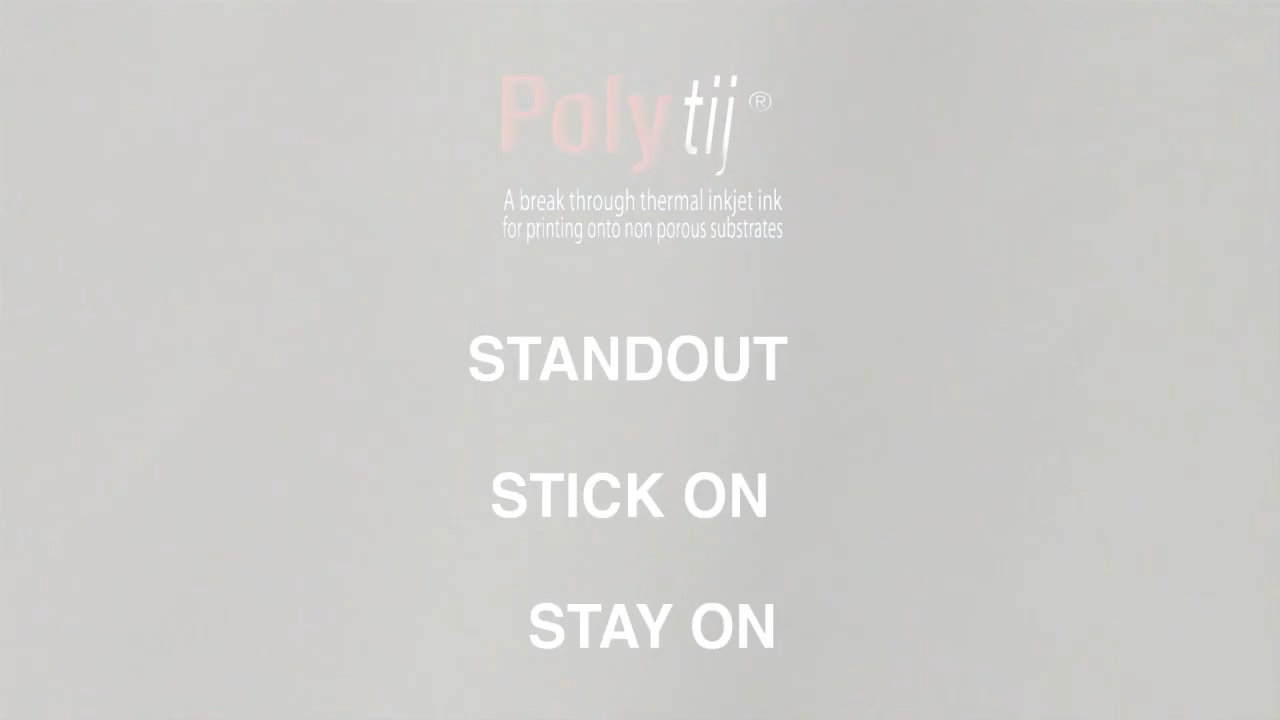 Polytij®
A break through thermal inkjet ink
for printing onto non porous substrates
STANDOUT
STICK ON
STAY ON